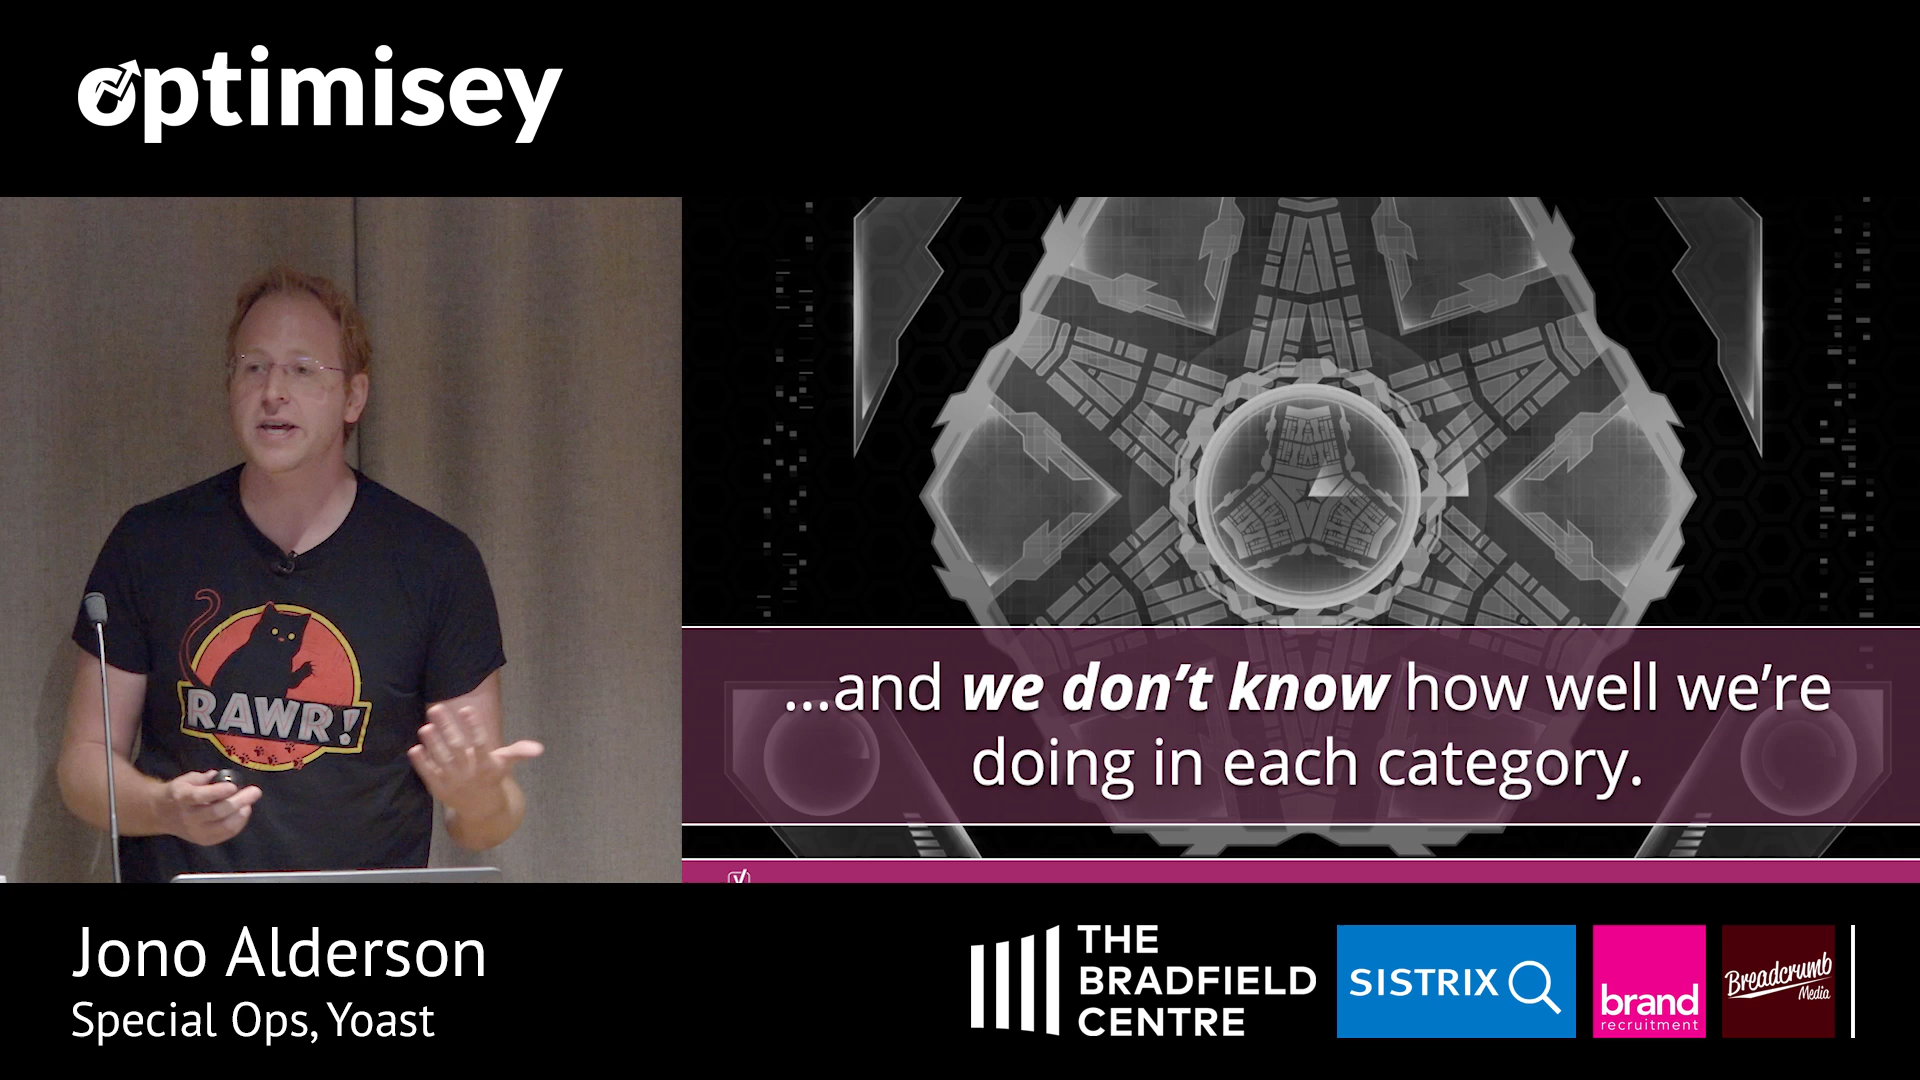 optimisey
RAWR!
...and we don't know how well we're
doing in each category.
Jono Alderson
Special Ops, Yoast
THE
BRADFIELD
CENTRE
SISTRIX
brand
recruitment
Breadcrumb
Media